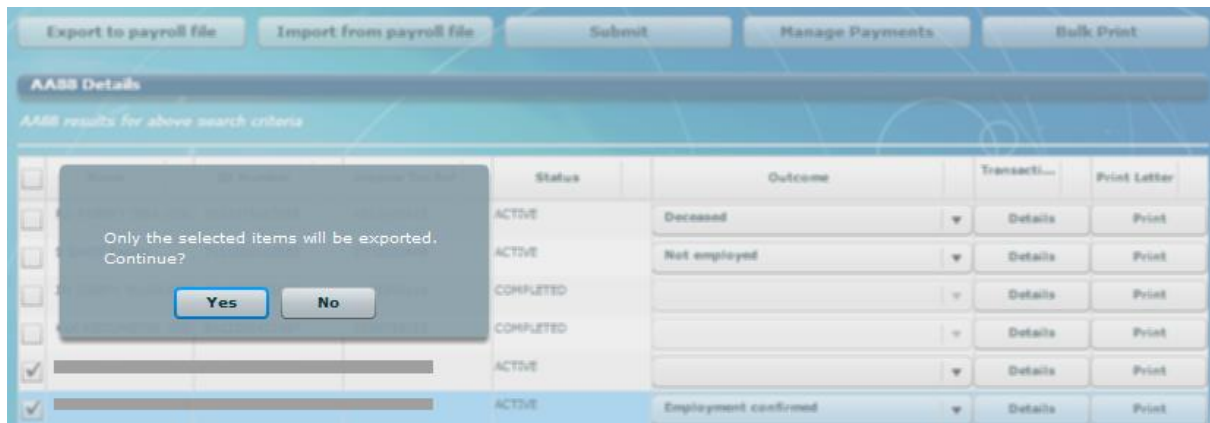 Export to payroll file Import from payroll file Submit Manage Payments Bulk Print
AA88 Details
AA88 results for above search criteria
Status Outcome Transacti... Print Letter
ACTIVE Deceased Details Print
Only the selected items will be exported.
Continue?
ACTIVE Not employed Details Print
Yes No
COMPLETED Details Print
COMPLETED Details Print
ACTIVE Details Print
ACTIVE Employment confirmed Details Print